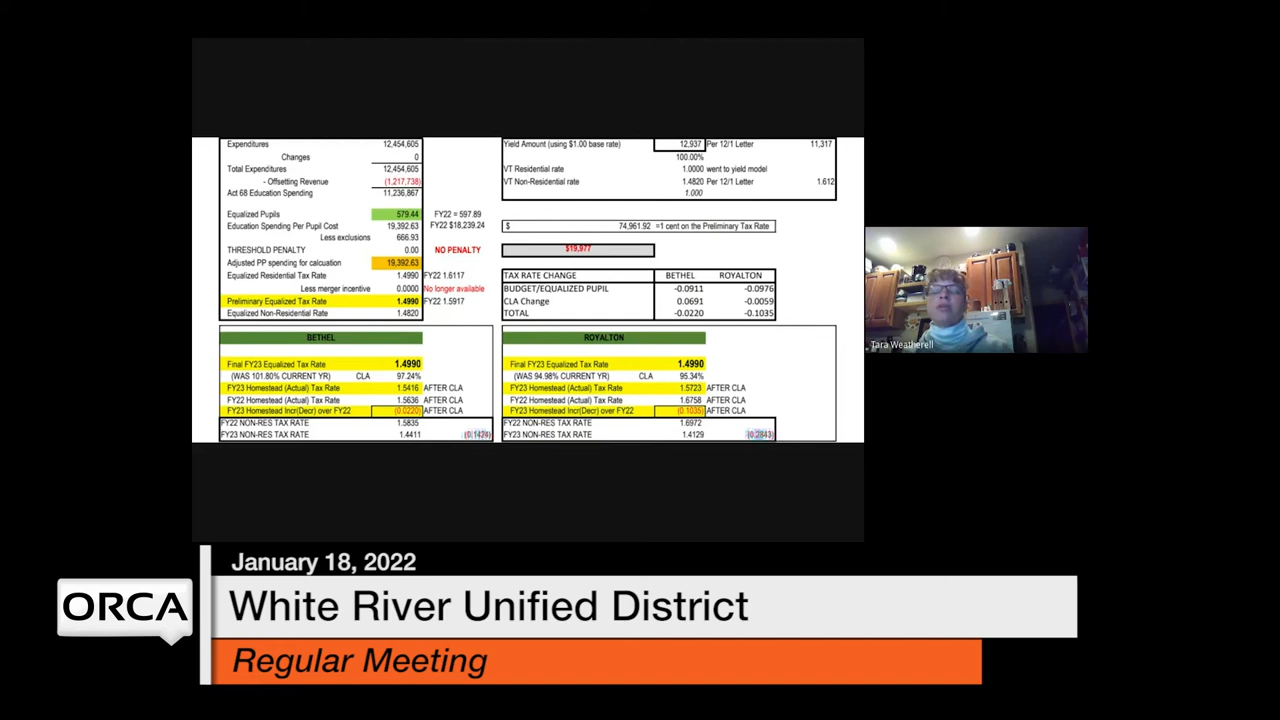 Expenditures 12,454,605
Changes 0
Total Expenditures 12,454,605
- Offsetting Revenue (1,217,738)
Act 68 Education Spending 11,236,867
Equalized Pupils 579.44 FY22 = 597.89
Education Spending Per Pupil Cost 19,392.63 FY22 $18,239.24
Less exclusions 666.93
THRESHOLD PENALTY 0.00 NO PENALTY
Adjusted PP spending for calcuation 19,392.63
Equalized Residential Tax Rate 1.4990 FY22 1.6117
Less merger incentive 0.0000 No longer available
Preliminary Equalized Tax Rate 1.4990 FY22 1.5917
Equalized Non-Residential Rate 1.4820
Yield Amount (using $1.00 base rate) 12,937 Per 12/1 Letter 11,317
100.00%
VT Residential rate 1.0000 went to yield model
VT Non-Residential rate 1.4820 Per 12/1 Letter 1.612
1.000
$ 74,961.92 =1 cent on the Preliminary Tax Rate
$19,977
TAX RATE CHANGE BETHEL ROYALTON
BUDGET/EQUALIZED PUPIL -0.0911 -0.0976
CLA Change 0.0691 -0.0059
TOTAL -0.0220 -0.1035
BETHEL
Final FY23 Equalized Tax Rate 1.4990
(WAS 101.80% CURRENT YR) CLA 97.24%
FY23 Homestead (Actual) Tax Rate 1.5416 AFTER CLA
FY22 Homestead (Actual) Tax Rate 1.5636 AFTER CLA
FY23 Homestead Incr(Decr) over FY22 (0.0220) AFTER CLA
FY22 NON-RES TAX RATE 1.5835
FY23 NON-RES TAX RATE 1.4411 (0.1424)
ROYALTON
Final FY23 Equalized Tax Rate 1.4990
(WAS 94.98% CURRENT YR) CLA 95.34%
FY23 Homestead (Actual) Tax Rate 1.5723 AFTER CLA
FY22 Homestead (Actual) Tax Rate 1.6758 AFTER CLA
FY23 Homestead Incr(Decr) over FY22 (0.1035) AFTER CLA
FY22 NON-RES TAX RATE 1.6972
FY23 NON-RES TAX RATE 1.4129 (0.2843)
Tara Weatherell
January 18, 2022
ORCA
White River Unified District
Regular Meeting